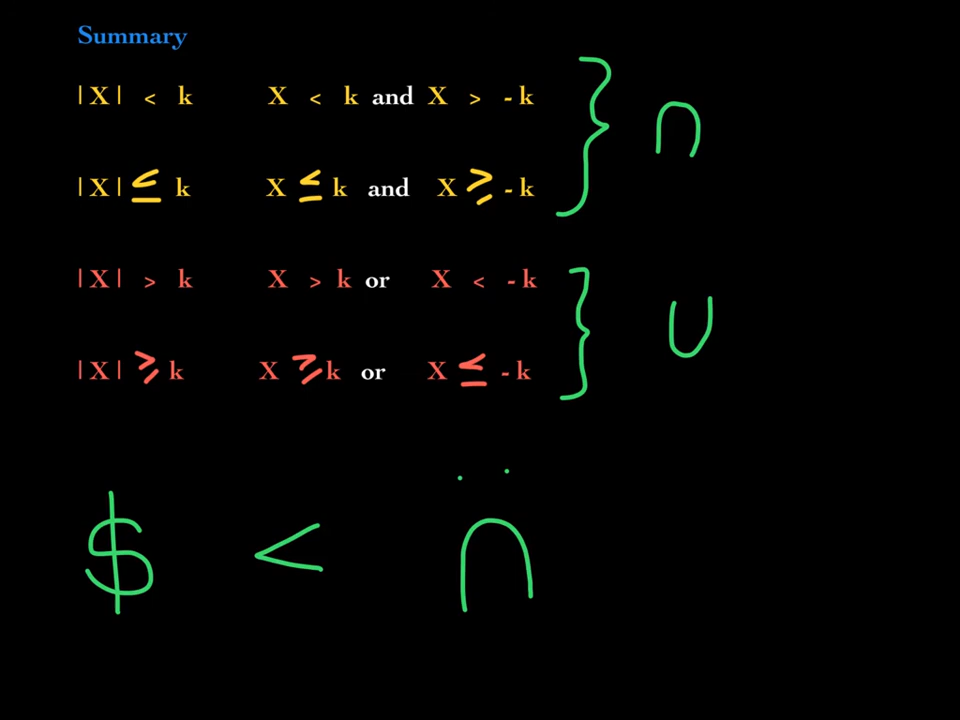 Summary
|X| < k X < k and X > - k } ∩
|X| ≤ k X ≤ k and X ≥ - k
|X| > k X > k or X < - k } ∪
|X| ≥ k X ≥ k or X ≤ - k
$ < ∩